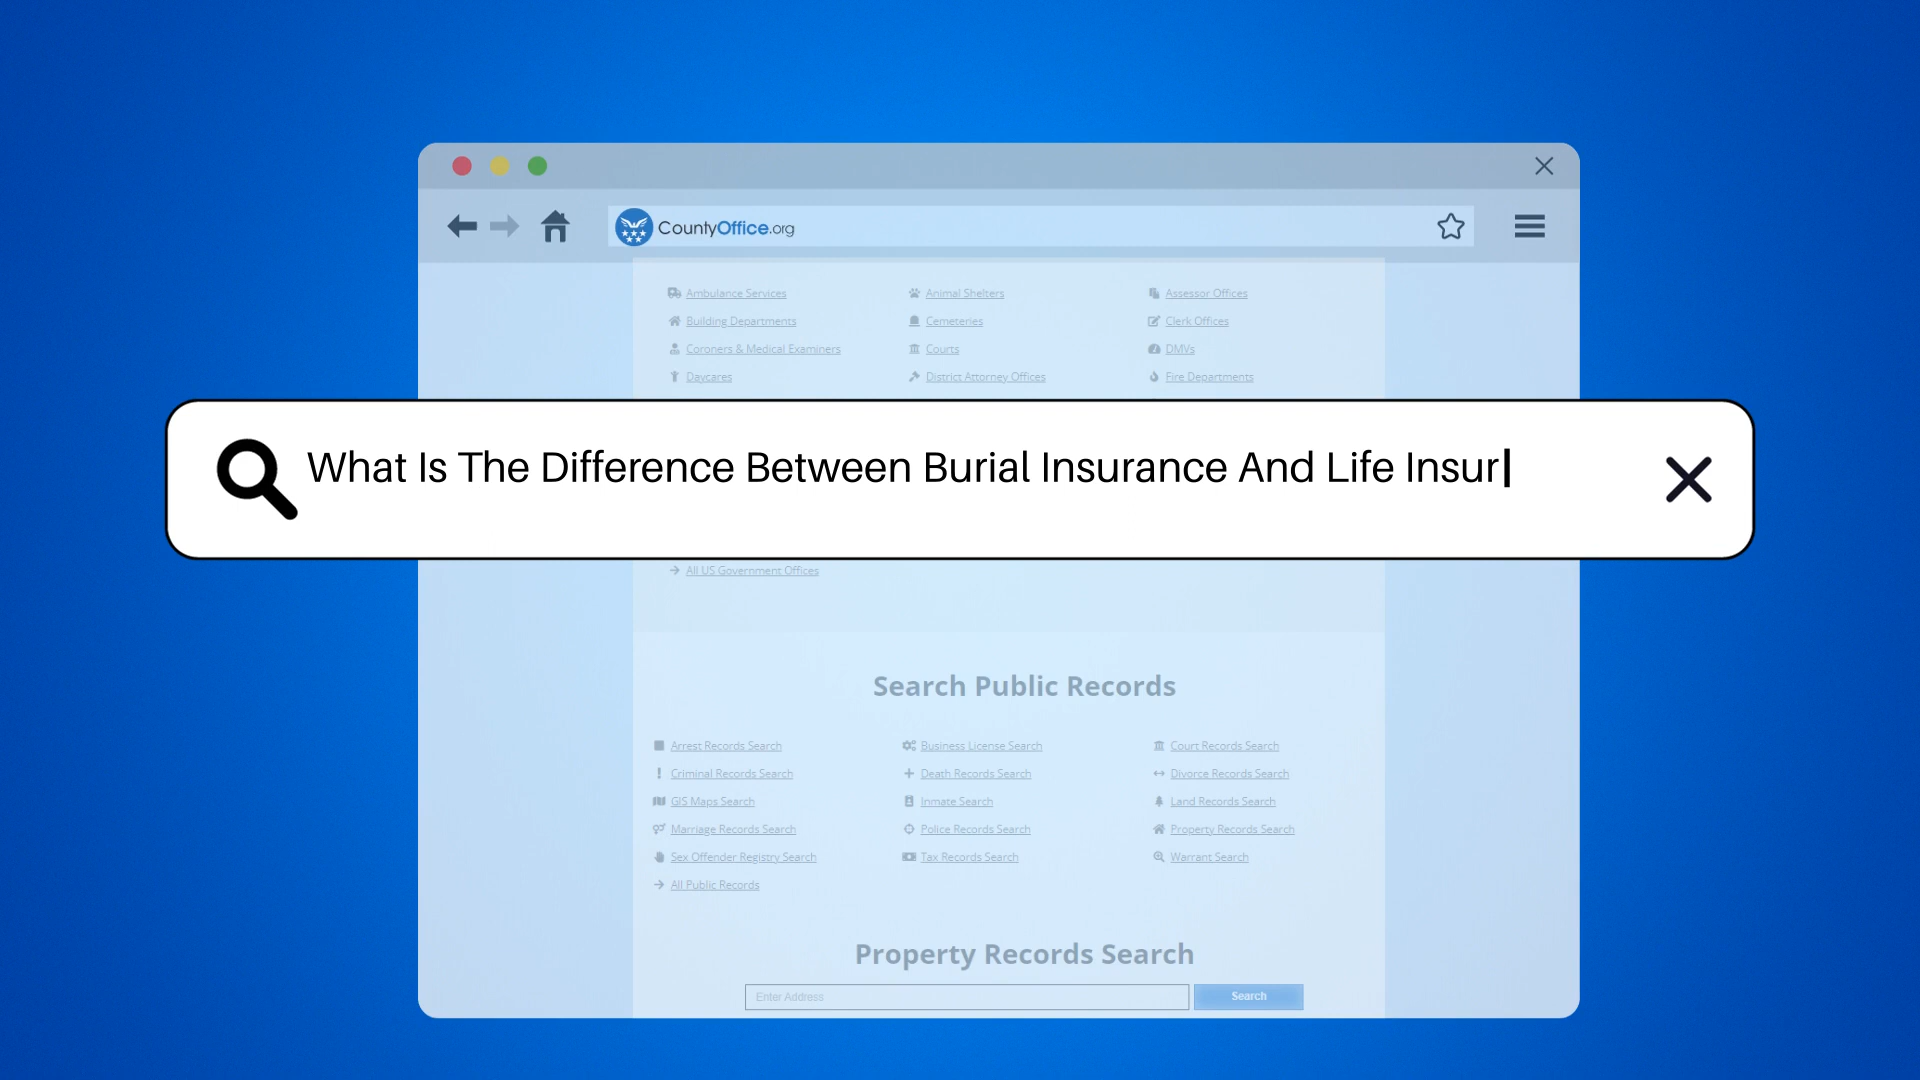 CountyOffice.org
Ambulance Services Animal Shelters Assessor Offices
Building Departments Cemeteries Clerk Offices
Coroners & Medical Examiners Courts DMVs
Daycares District Attorney Offices Fire Departments
What Is The Difference Between Burial Insurance And Life Insur
All US Government Offices
Search Public Records
Arrest Records Search Business License Search Court Records Search
Criminal Records Search Death Records Search Divorce Records Search
GIS Maps Search Inmate Search Land Records Search
Marriage Records Search Police Records Search Property Records Search
Sex Offender Registry Search Tax Records Search Warrant Search
All Public Records
Property Records Search
Enter Address Search